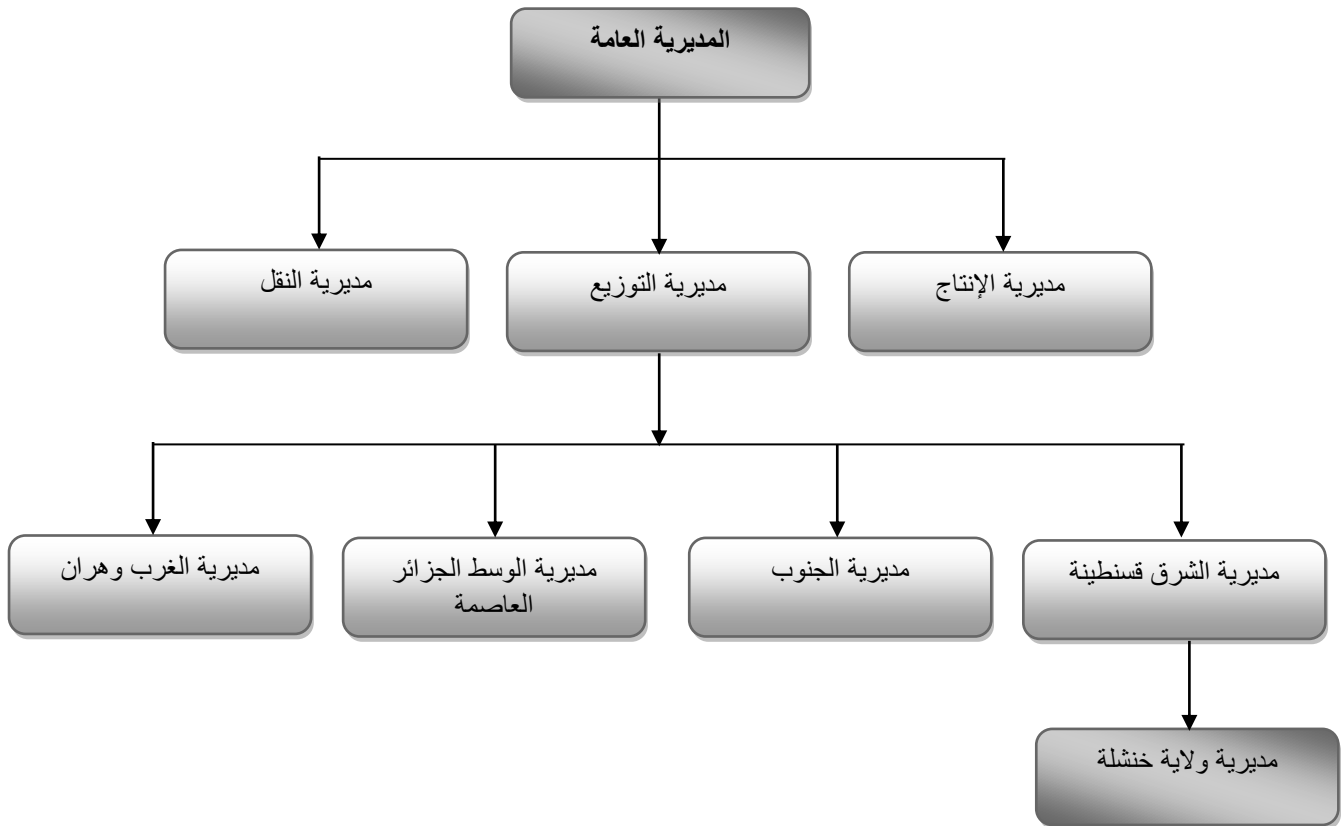 المديرية العامة
مديرية الإنتاج
مديرية التوزيع
مديرية النقل
مديرية الشرق قسنطينة
مديرية الجنوب
مديرية الوسط الجزائر
العاصمة
مديرية الغرب وهران
مديرية ولاية خنشلة